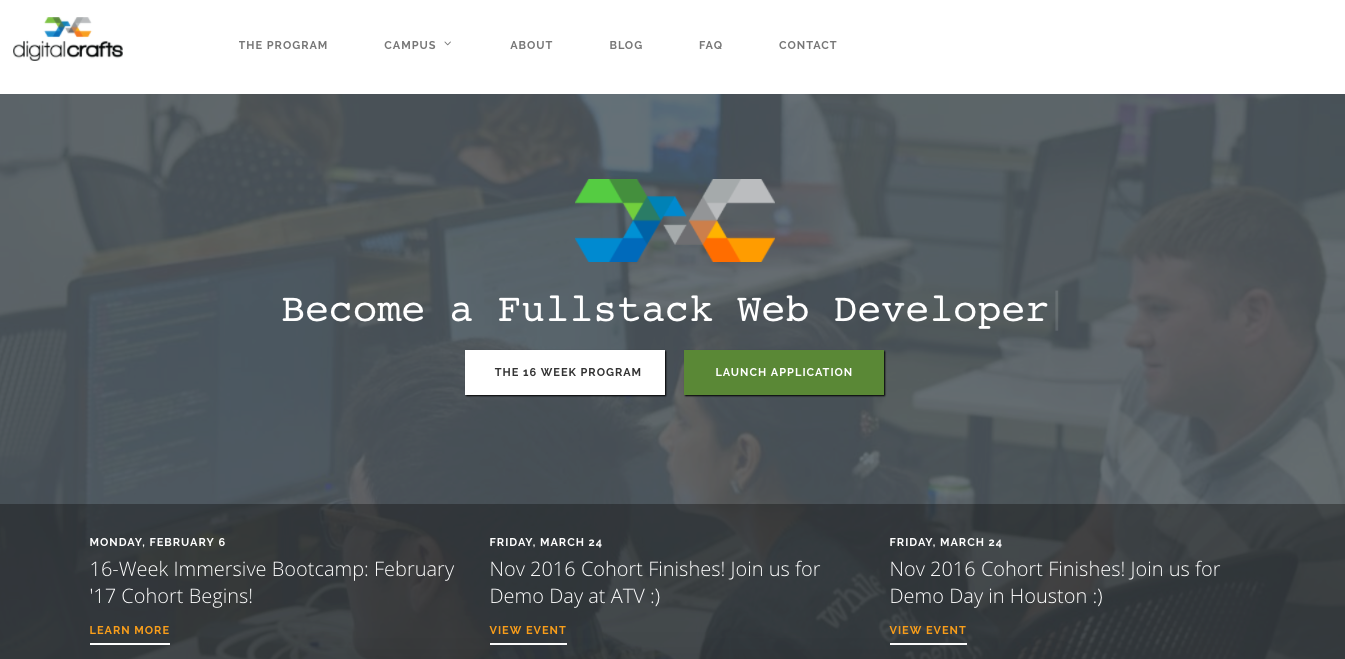 digitalcrafts
THE PROGRAM
CAMPUS
ABOUT
BLOG
FAQ
CONTACT
Become a Fullstack Web Developer
THE 16 WEEK PROGRAM
LAUNCH APPLICATION
MONDAY, FEBRUARY 6
16-Week Immersive Bootcamp: February
'17 Cohort Begins!
LEARN MORE
FRIDAY, MARCH 24
Nov 2016 Cohort Finishes! Join us for
Demo Day at ATV :)
VIEW EVENT
FRIDAY, MARCH 24
Nov 2016 Cohort Finishes! Join us for
Demo Day in Houston :)
VIEW EVENT